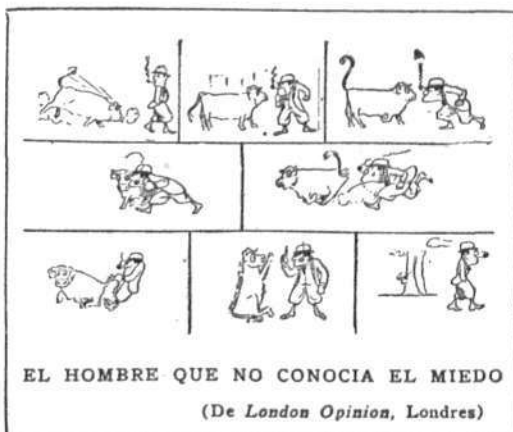 EL HOMBRE QUE NO CONOCIA EL MIEDO
(De London Opinion, Londres)